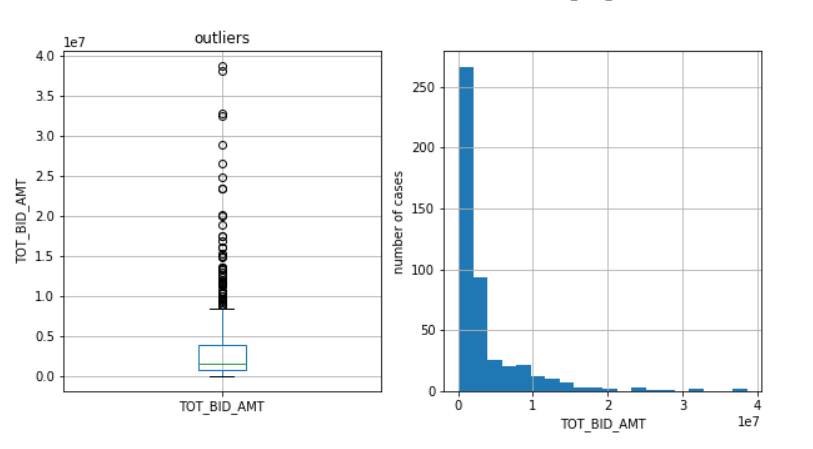 outliers
1e7
4.0
3.5
3.0
2.5
2.0
1.5
1.0
0.5
0.0
TOT_BID_AMT
TOT_BID_AMT
250
200
150
100
50
0
number of cases
0 1 2 3 4
1e7
TOT_BID_AMT